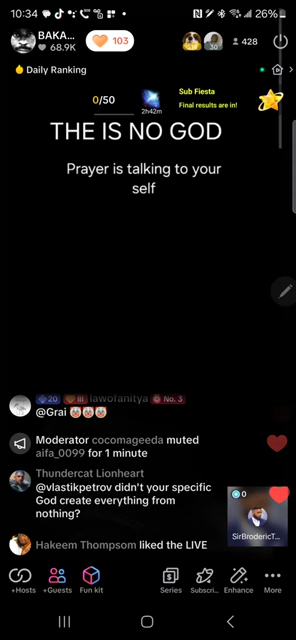 10:34 26%
BAKA... 103 428
68.9K 30
Daily Ranking
0/50 Sub Fiesta
Final results are in!
2h42m
THE IS NO GOD
Prayer is talking to your
self
20 III lawofanitya No. 3
@Grai 🤡🤡🤡
Moderator cocomageeda muted
aifa_0099 for 1 minute
Thundercat Lionheart
@vlastikpetrov didn't your specific
God create everything from
nothing?
0
SirBrodericT...
Hakeem Thompsom liked the LIVE
+Hosts +Guests Fun kit Series Subscri... Enhance More